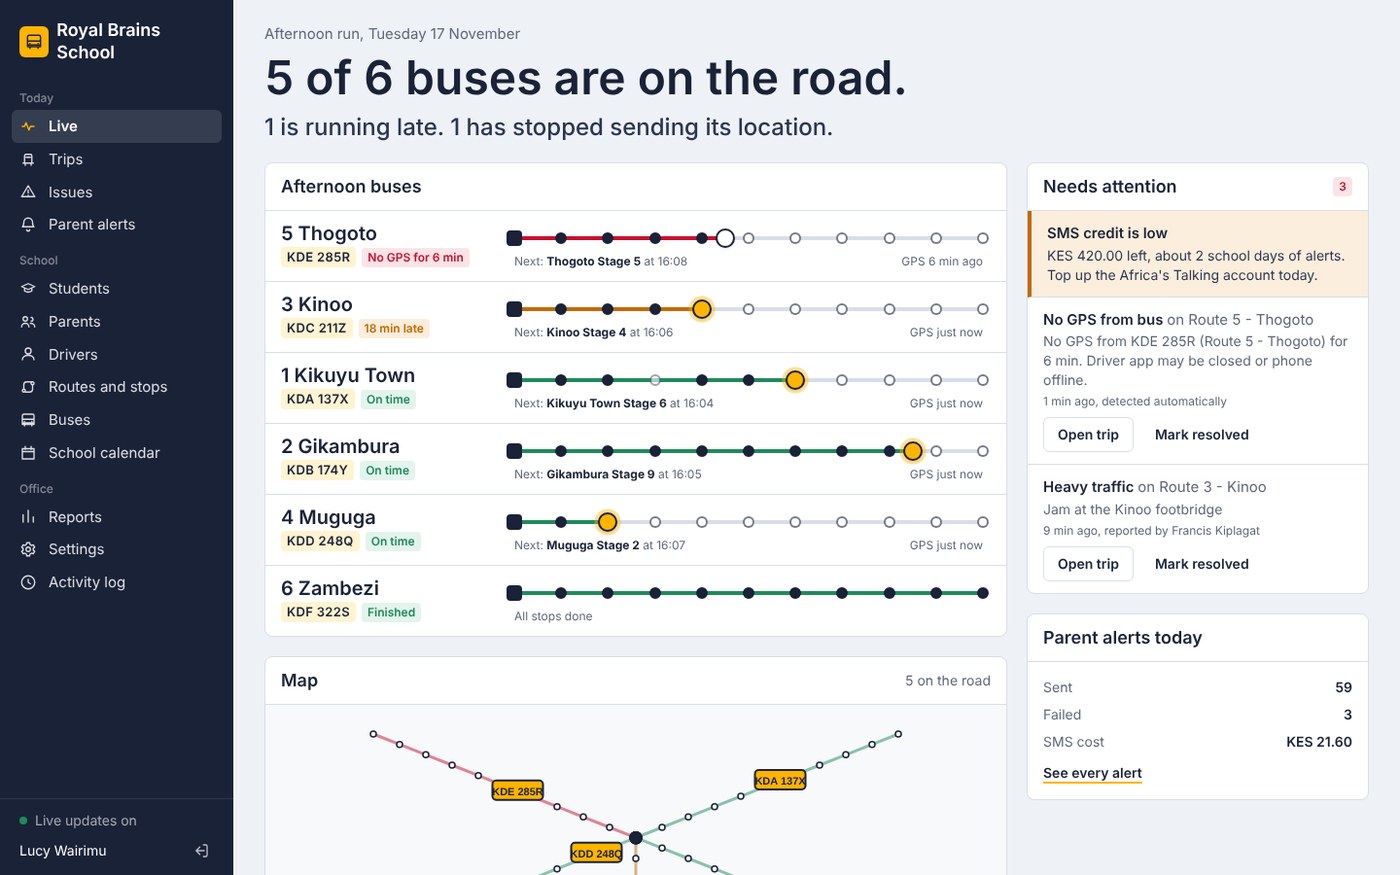 Royal Brains
School
Today
Live
Trips
Issues
Parent alerts
School
Students
Parents
Drivers
Routes and stops
Buses
School calendar
Office
Reports
Settings
Activity log
Live updates on
Lucy Wairimu
Afternoon run, Tuesday 17 November
5 of 6 buses are on the road.
1 is running late. 1 has stopped sending its location.
Afternoon buses
5 Thogoto
KDE 285R No GPS for 6 min
Next: Thogoto Stage 5 at 16:08 GPS 6 min ago
3 Kinoo
KDC 211Z 18 min late
Next: Kinoo Stage 4 at 16:06 GPS just now
1 Kikuyu Town
KDA 137X On time
Next: Kikuyu Town Stage 6 at 16:04 GPS just now
2 Gikambura
KDB 174Y On time
Next: Gikambura Stage 9 at 16:05 GPS just now
4 Muguga
KDD 248Q On time
Next: Muguga Stage 2 at 16:07 GPS just now
6 Zambezi
KDF 322S Finished
All stops done
Map 5 on the road
KDE 285R
KDA 137X
KDD 248Q
Needs attention 3
SMS credit is low
KES 420.00 left, about 2 school days of alerts.
Top up the Africa's Talking account today.
No GPS from bus on Route 5 - Thogoto
No GPS from KDE 285R (Route 5 - Thogoto) for
6 min. Driver app may be closed or phone
offline.
1 min ago, detected automatically
Open trip Mark resolved
Heavy traffic on Route 3 - Kinoo
Jam at the Kinoo footbridge
9 min ago, reported by Francis Kiplagat
Open trip Mark resolved
Parent alerts today
Sent 59
Failed 3
SMS cost KES 21.60
See every alert